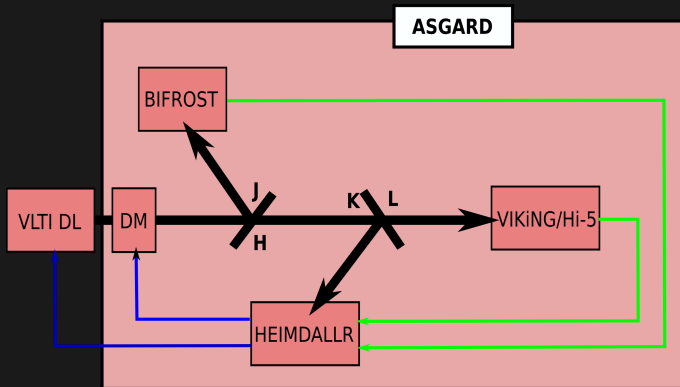 ASGARD
BIFROST
J
K L
VLTI DL
DM
VIKiNG/Hi-5
H
HEIMDALLR